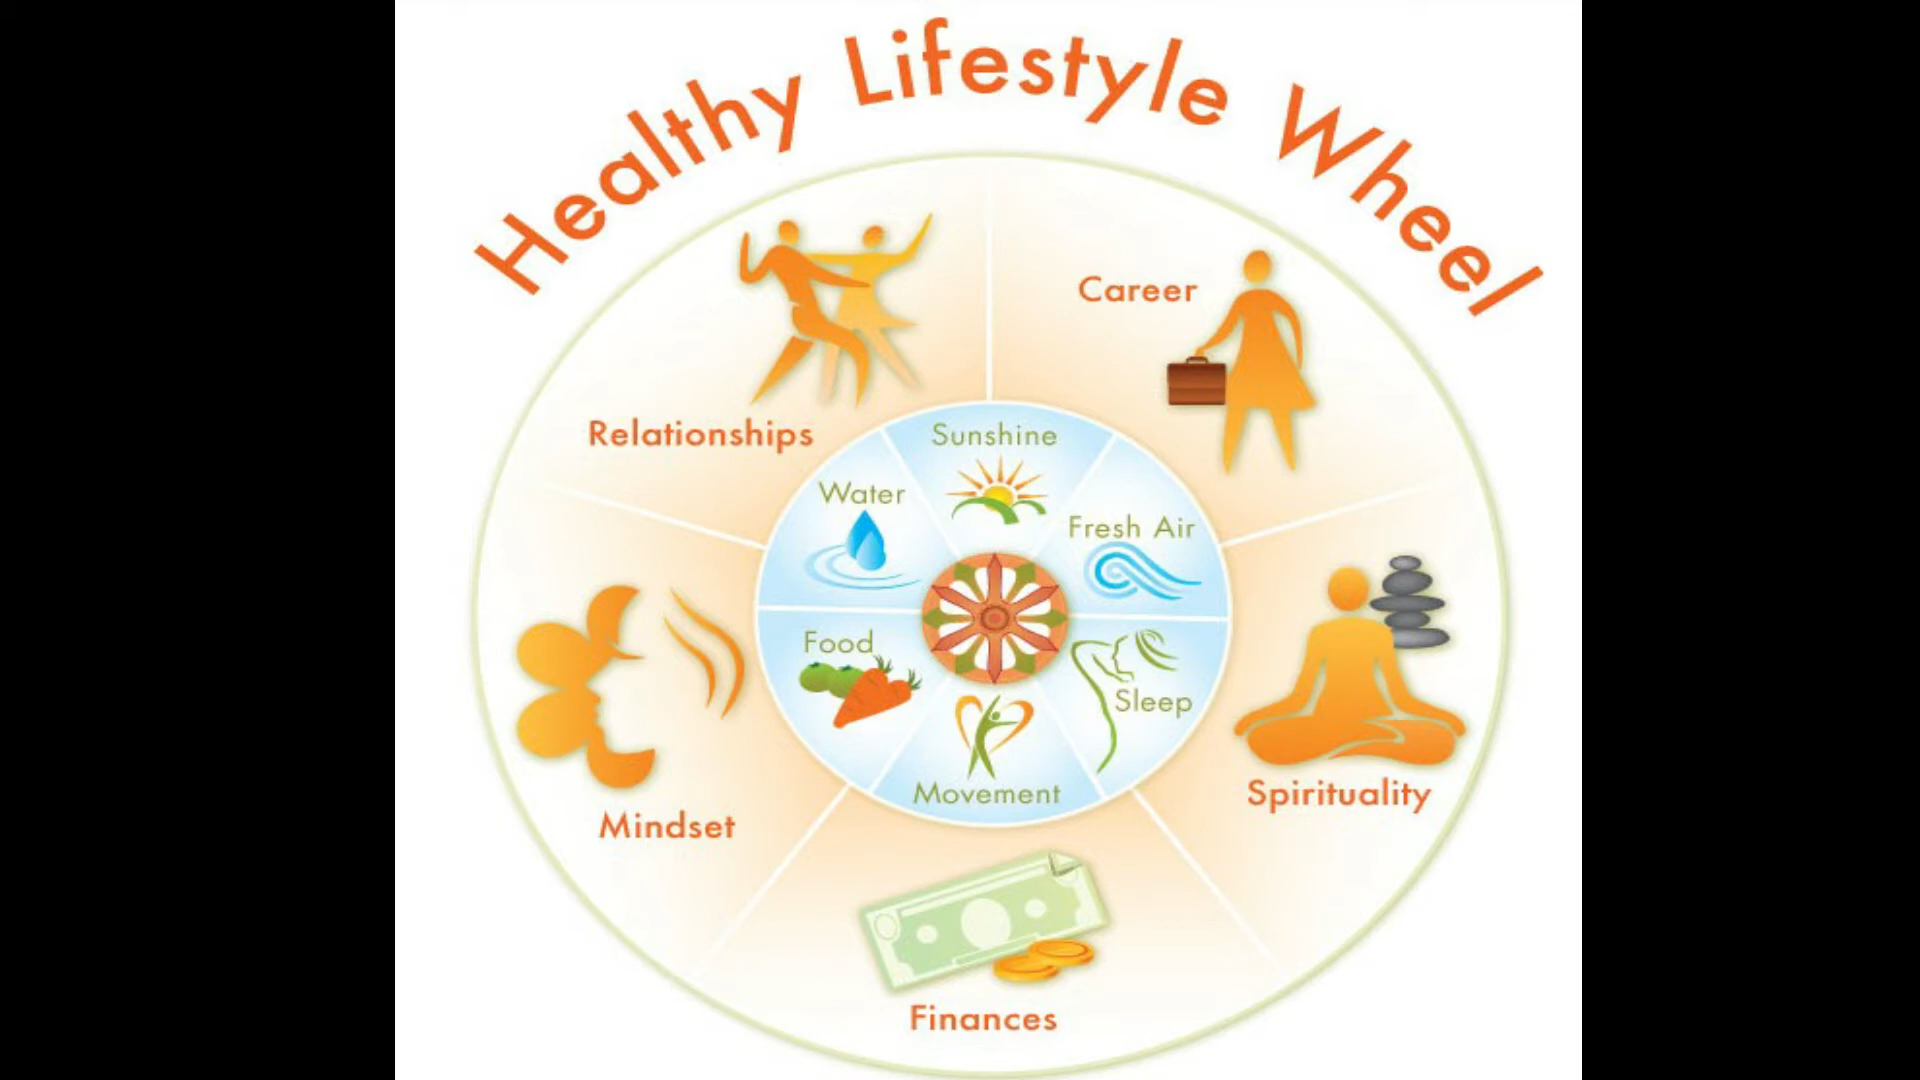 Healthy Lifestyle Wheel
Career
Relationships
Sunshine
Water
Fresh Air
Food
Sleep
Movement
Spirituality
Mindset
Finances